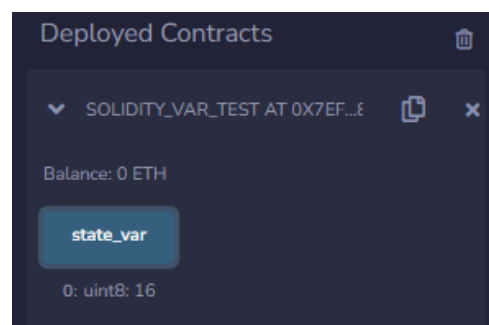 Deployed Contracts
SOLIDITY_VAR_TEST AT 0X7EF...
Balance: 0 ETH
state_var
0: uint8: 16